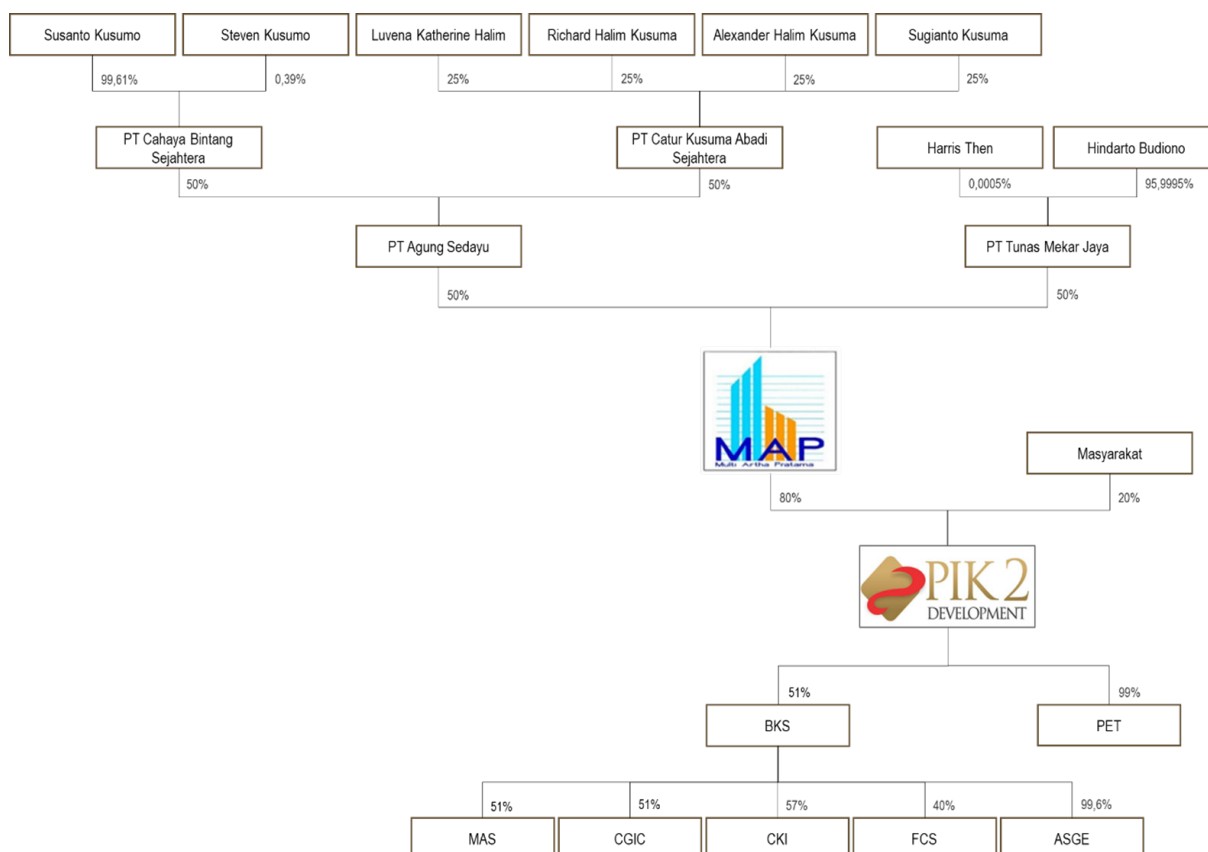 Susanto Kusumo
Steven Kusumo
Luvena Katherine Halim
Richard Halim Kusuma
Alexander Halim Kusuma
Sugianto Kusuma
99,61%
0,39%
25%
25%
25%
25%
PT Cahaya Bintang
Sejahtera
PT Catur Kusuma Abadi
Sejahtera
Harris Then
Hindarto Budiono
50%
50%
0,0005%
95,9995%
PT Agung Sedayu
PT Tunas Mekar Jaya
50%
50%
MAP
Multi Artha Pratama
Masyarakat
80%
20%
PIK 2
DEVELOPMENT
51%
99%
BKS
PET
51%
51%
57%
40%
99,6%
MAS
CGIC
CKI
FCS
ASGE